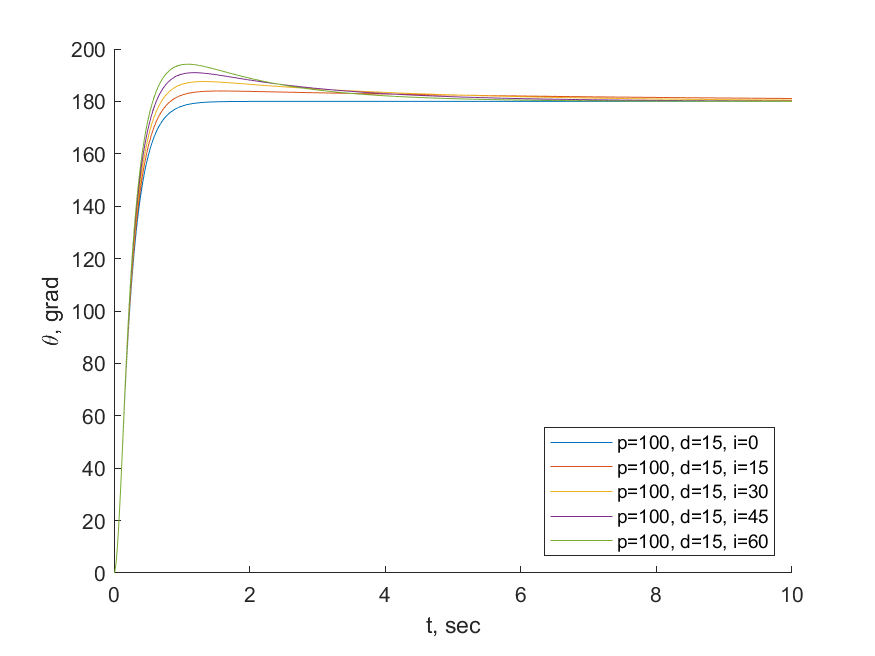 200
180
160
140
120
100
80
60
40
20
0
θ, grad
0 2 4 6 8 10
t, sec
p=100, d=15, i=0
p=100, d=15, i=15
p=100, d=15, i=30
p=100, d=15, i=45
p=100, d=15, i=60